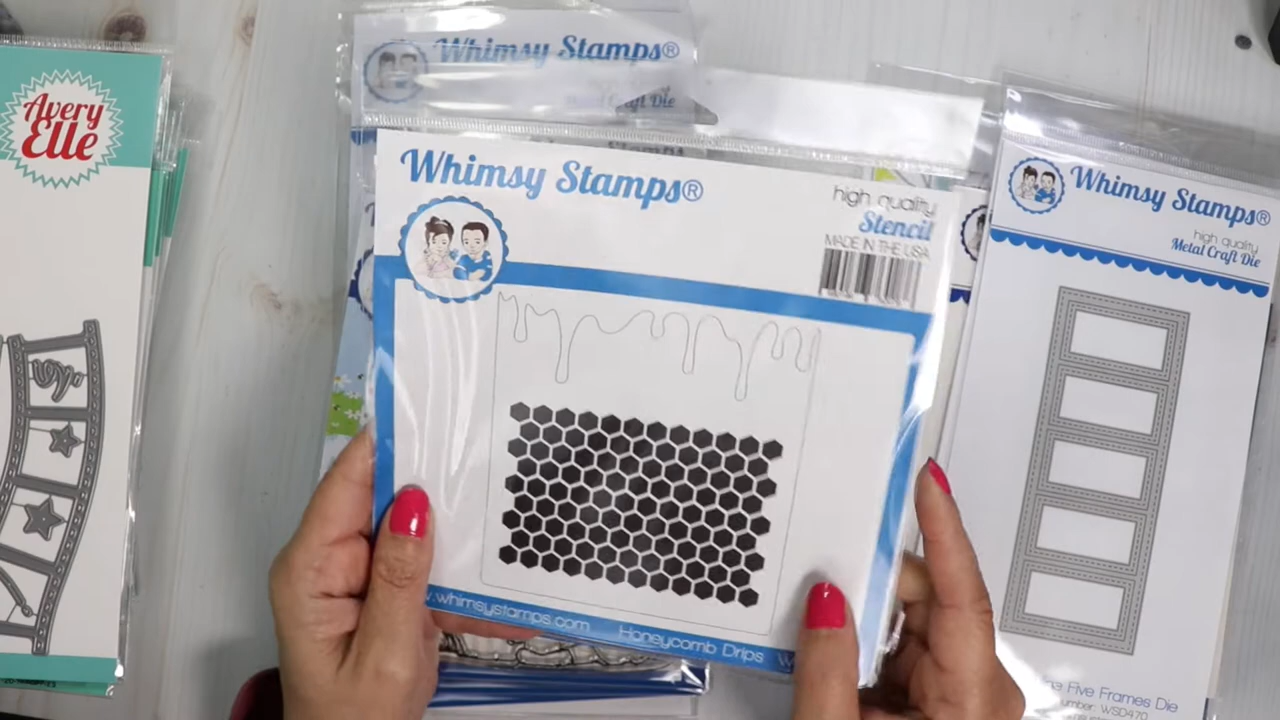 Avery
Elle
Whimsy Stamps®
Metal Craft Die
Whimsy Stamps®
high quality
Stencil
MADE IN THE USA
.whimsystamps.com
Honeycomb Drips
Whimsy Stamps®
high quality
Metal Craft Die
Five Frames Die
WSD470